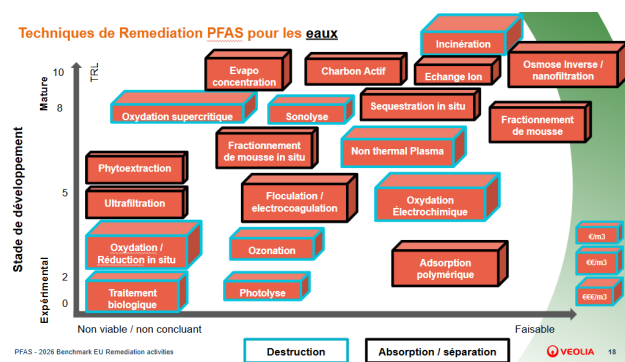 Techniques de Remediation PFAS pour les eaux
Stade de développement
Mature
Expérimental
TRL
10
8
5
2
0
Incinération
Evapo
concentration
Charbon Actif
Echange Ion
Osmose Inverse /
nanofiltration
Oxydation supercritique
Sonolyse
Sequestration in situ
Fractionnement
de mousse
Fractionnement
de mousse in situ
Non thermal Plasma
Phytoextraction
Ultrafiltration
Floculation /
electrocoagulation
Oxydation
Électrochimique
Oxydation /
Réduction in situ
Ozonation
Adsorption
polymérique
Traitement
biologique
Photolyse
€/m3
€€/m3
€€€/m3
Non viable / non concluant
Faisable
Destruction
Absorption / séparation
PFAS - 2026 Benchmark EU Remediation activities
VEOLIA
18